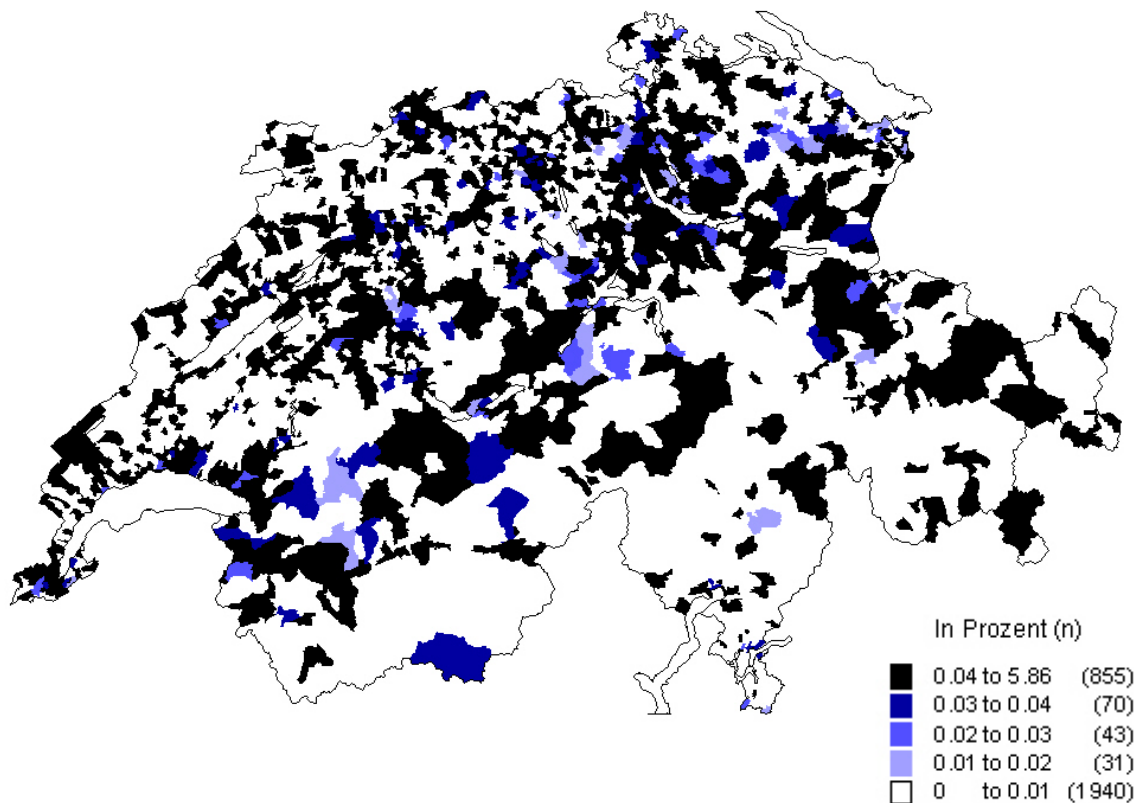 In Prozent (n)
0.04 to 5.86 (855)
0.03 to 0.04 (70)
0.02 to 0.03 (43)
0.01 to 0.02 (31)
0 to 0.01 (1940)